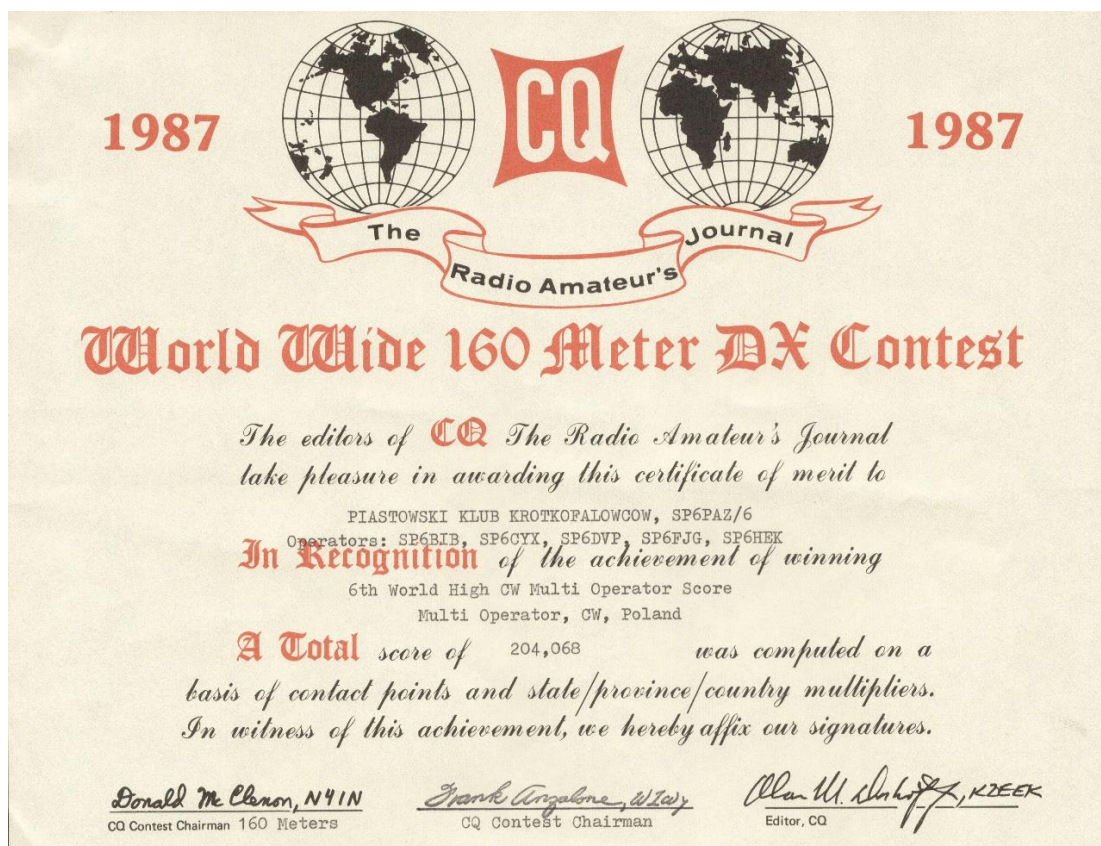 1987
CQ
1987
The
Radio Amateur's
Journal
World Wide 160 Meter DX Contest
The editors of CQ The Radio Amateur's Journal
take pleasure in awarding this certificate of merit to
PIASTOWSKI KLUB KROTKOFALOWCOW, SP6PAZ/6
Operators: SP6BIB, SP6CYX, SP6DVP, SP6FJG, SP6HEK
In Recognition of the achievement of winning
6th World High CW Multi Operator Score
Multi Operator, CW, Poland
A Total score of 204,068 was computed on a
basis of contact points and state/province/country multipliers.
In witness of this achievement, we hereby affix our signatures.
Donald McClenon, N4IN
CQ Contest Chairman 160 Meters
Frank Anzalone, W1WY
CQ Contest Chairman
Alan M. K2EEK
Editor, CQ